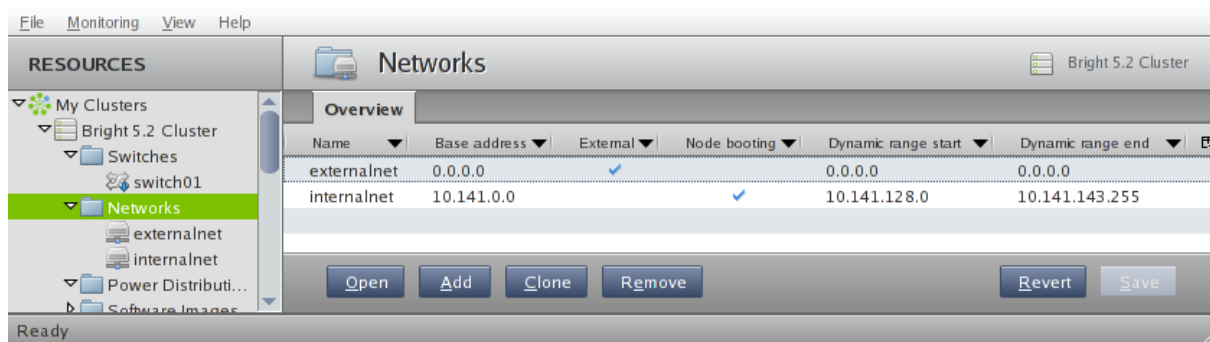 File Monitoring View Help
RESOURCES
My Clusters
Bright 5.2 Cluster
Switches
switch01
Networks
externalnet
internalnet
Power Distributi...
Software Images
Networks
Bright 5.2 Cluster
Overview
Name Base address External Node booting Dynamic range start Dynamic range end
externalnet 0.0.0.0 0.0.0.0 0.0.0.0
internalnet 10.141.0.0 10.141.128.0 10.141.143.255
Open Add Clone Remove Revert Save
Ready